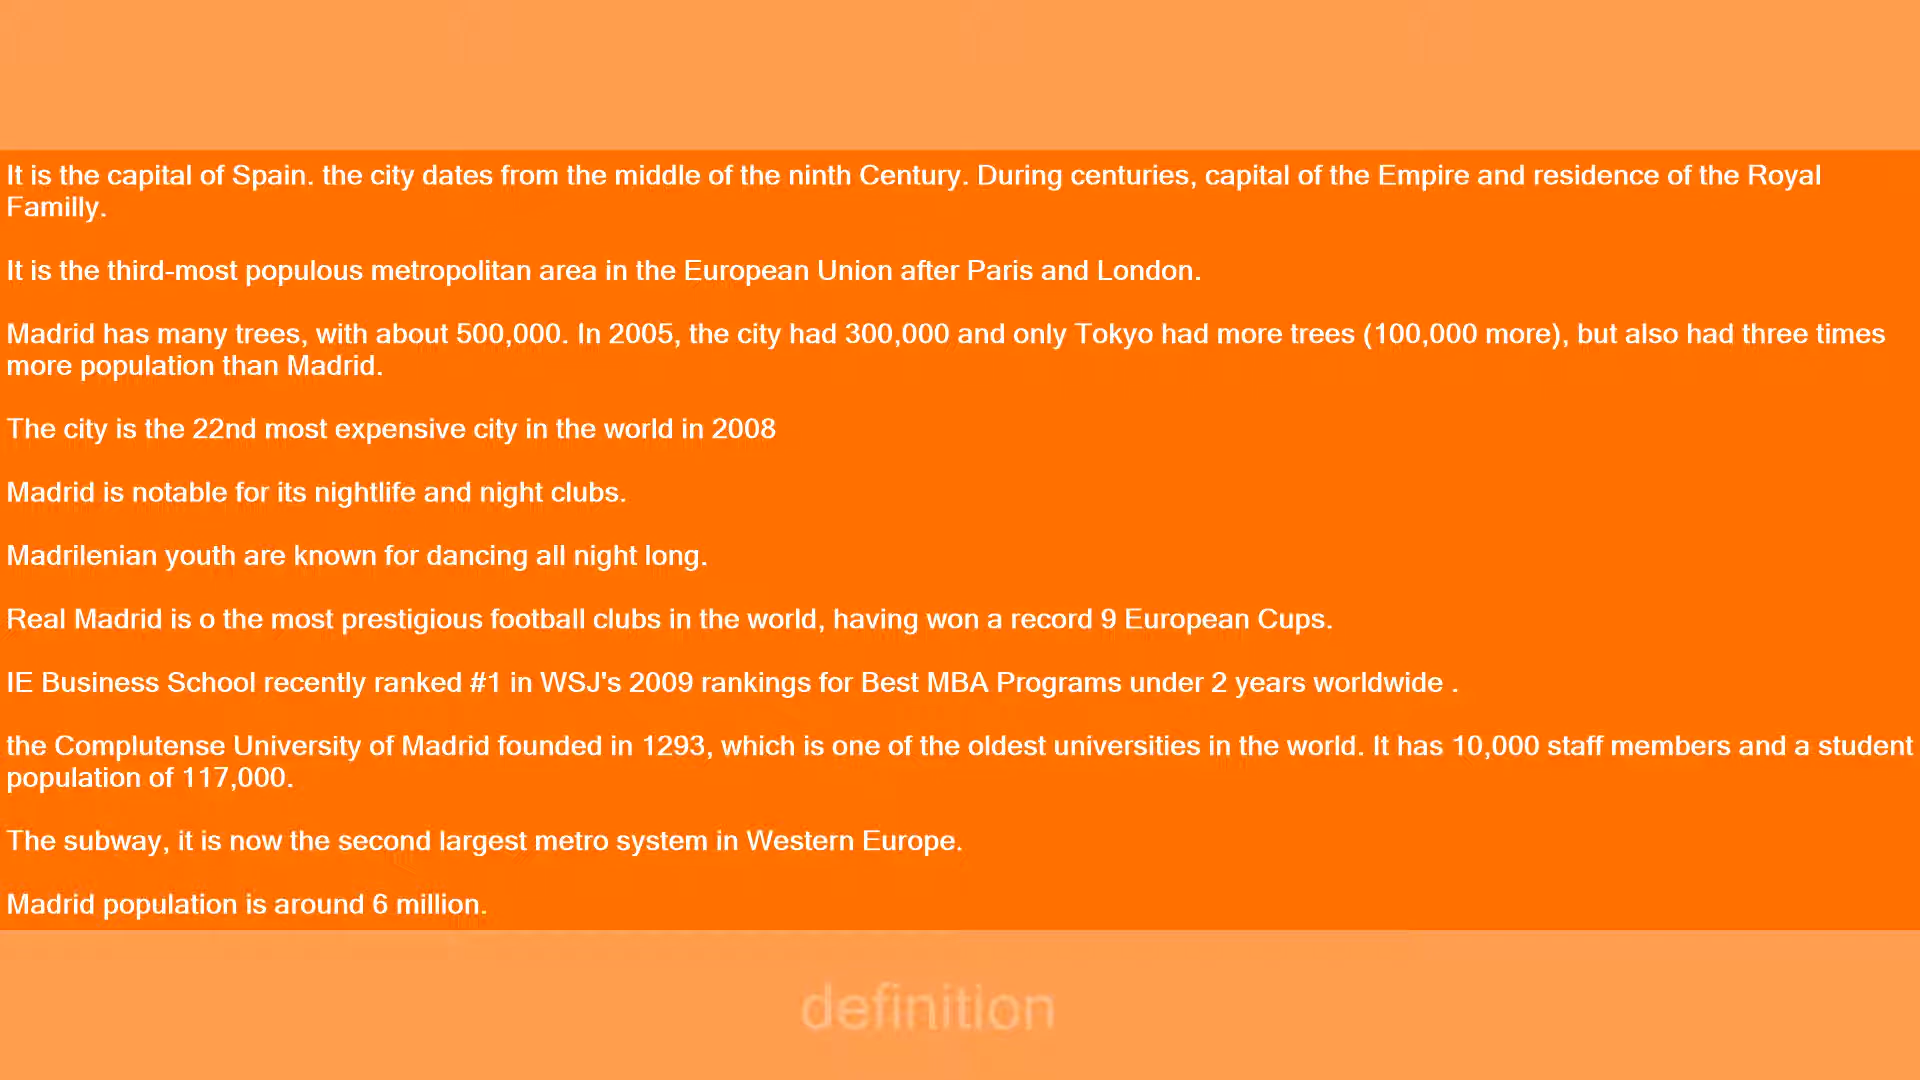 It is the capital of Spain. the city dates from the middle of the ninth Century. During centuries, capital of the Empire and residence of the Royal
Familly.
It is the third-most populous metropolitan area in the European Union after Paris and London.
Madrid has many trees, with about 500,000. In 2005, the city had 300,000 and only Tokyo had more trees (100,000 more), but also had three times
more population than Madrid.
The city is the 22nd most expensive city in the world in 2008
Madrid is notable for its nightlife and night clubs.
Madrilenian youth are known for dancing all night long.
Real Madrid is o the most prestigious football clubs in the world, having won a record 9 European Cups.
IE Business School recently ranked #1 in WSJ's 2009 rankings for Best MBA Programs under 2 years worldwide .
the Complutense University of Madrid founded in 1293, which is one of the oldest universities in the world. It has 10,000 staff members and a student
population of 117,000.
The subway, it is now the second largest metro system in Western Europe.
Madrid population is around 6 million.
definition